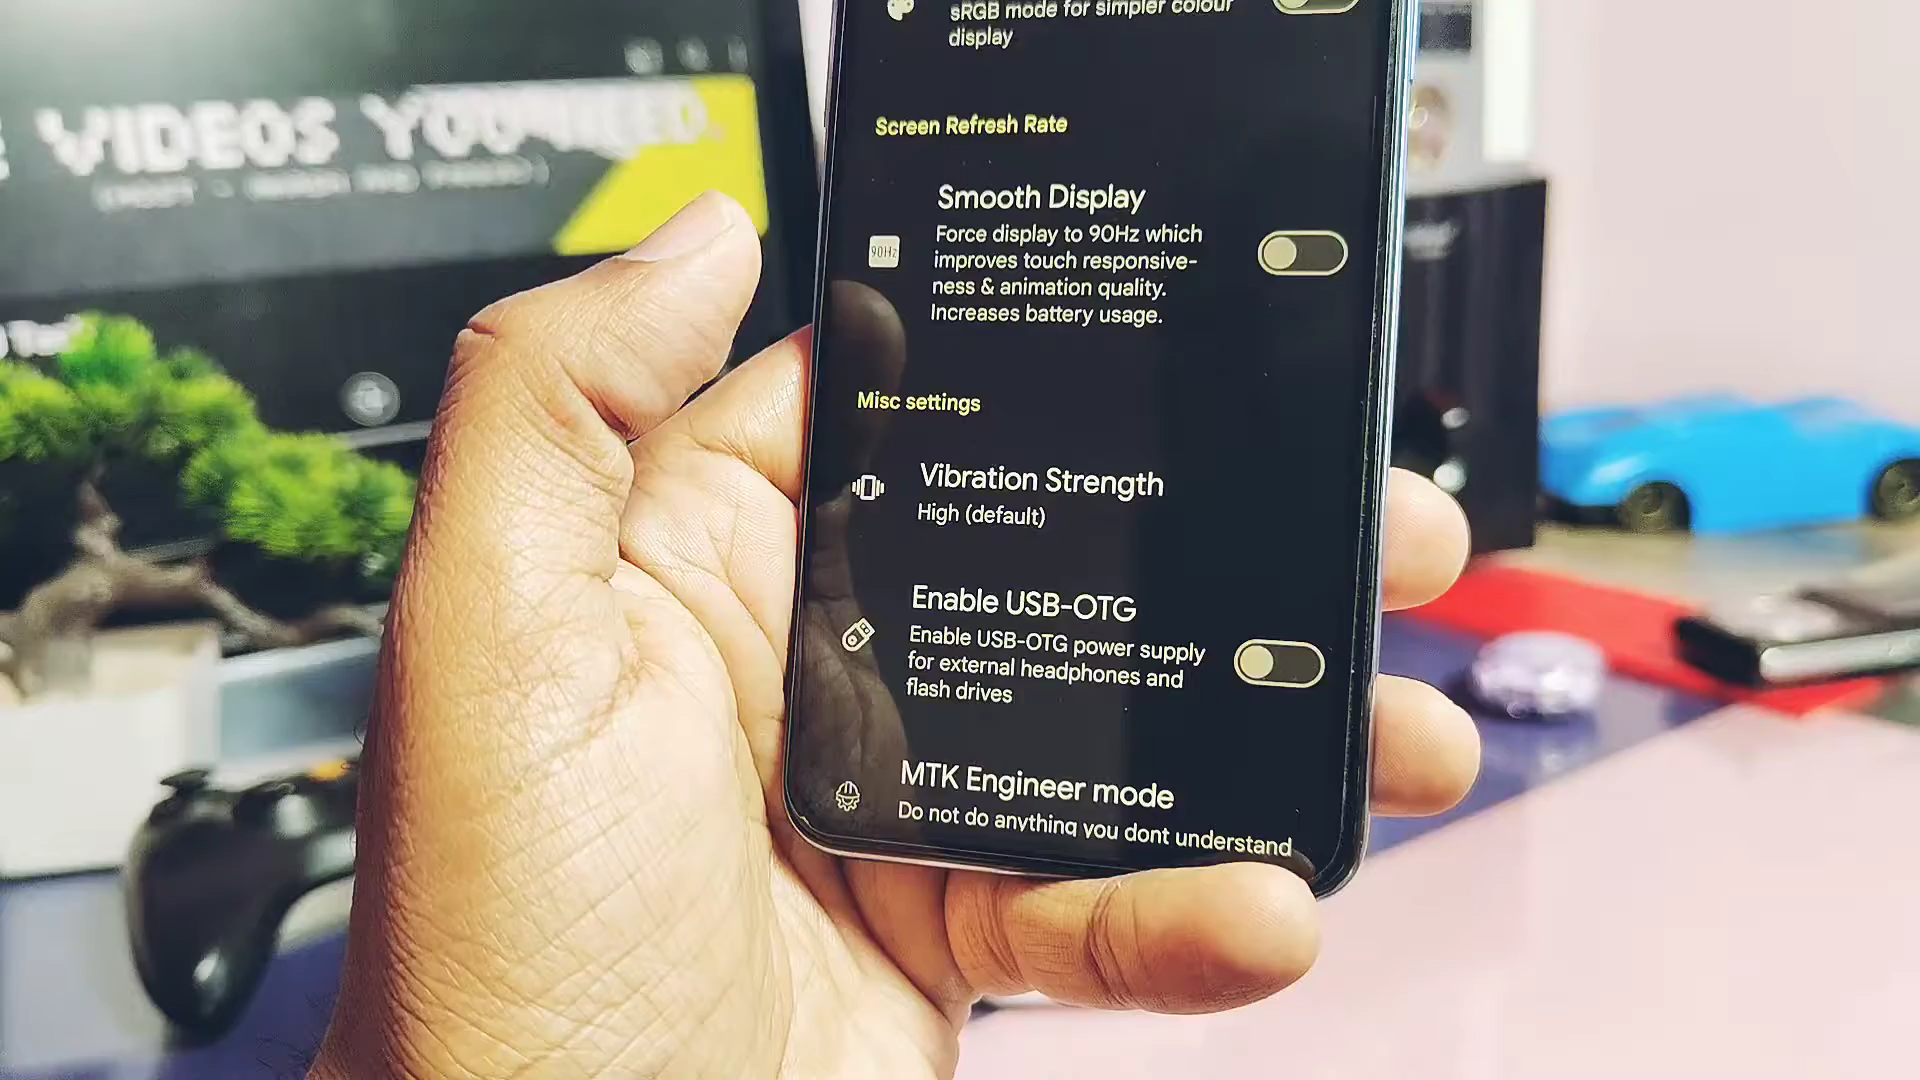 VIDEOS YOU NEED.
sRGB mode for simpler colour
display
Screen Refresh Rate
Smooth Display
90Hz
Force display to 90Hz which
improves touch responsive-
ness & animation quality.
Increases battery usage.
Misc settings
Vibration Strength
High (default)
Enable USB-OTG
Enable USB-OTG power supply
for external headphones and
flash drives
MTK Engineer mode
Do not do anything you dont understand